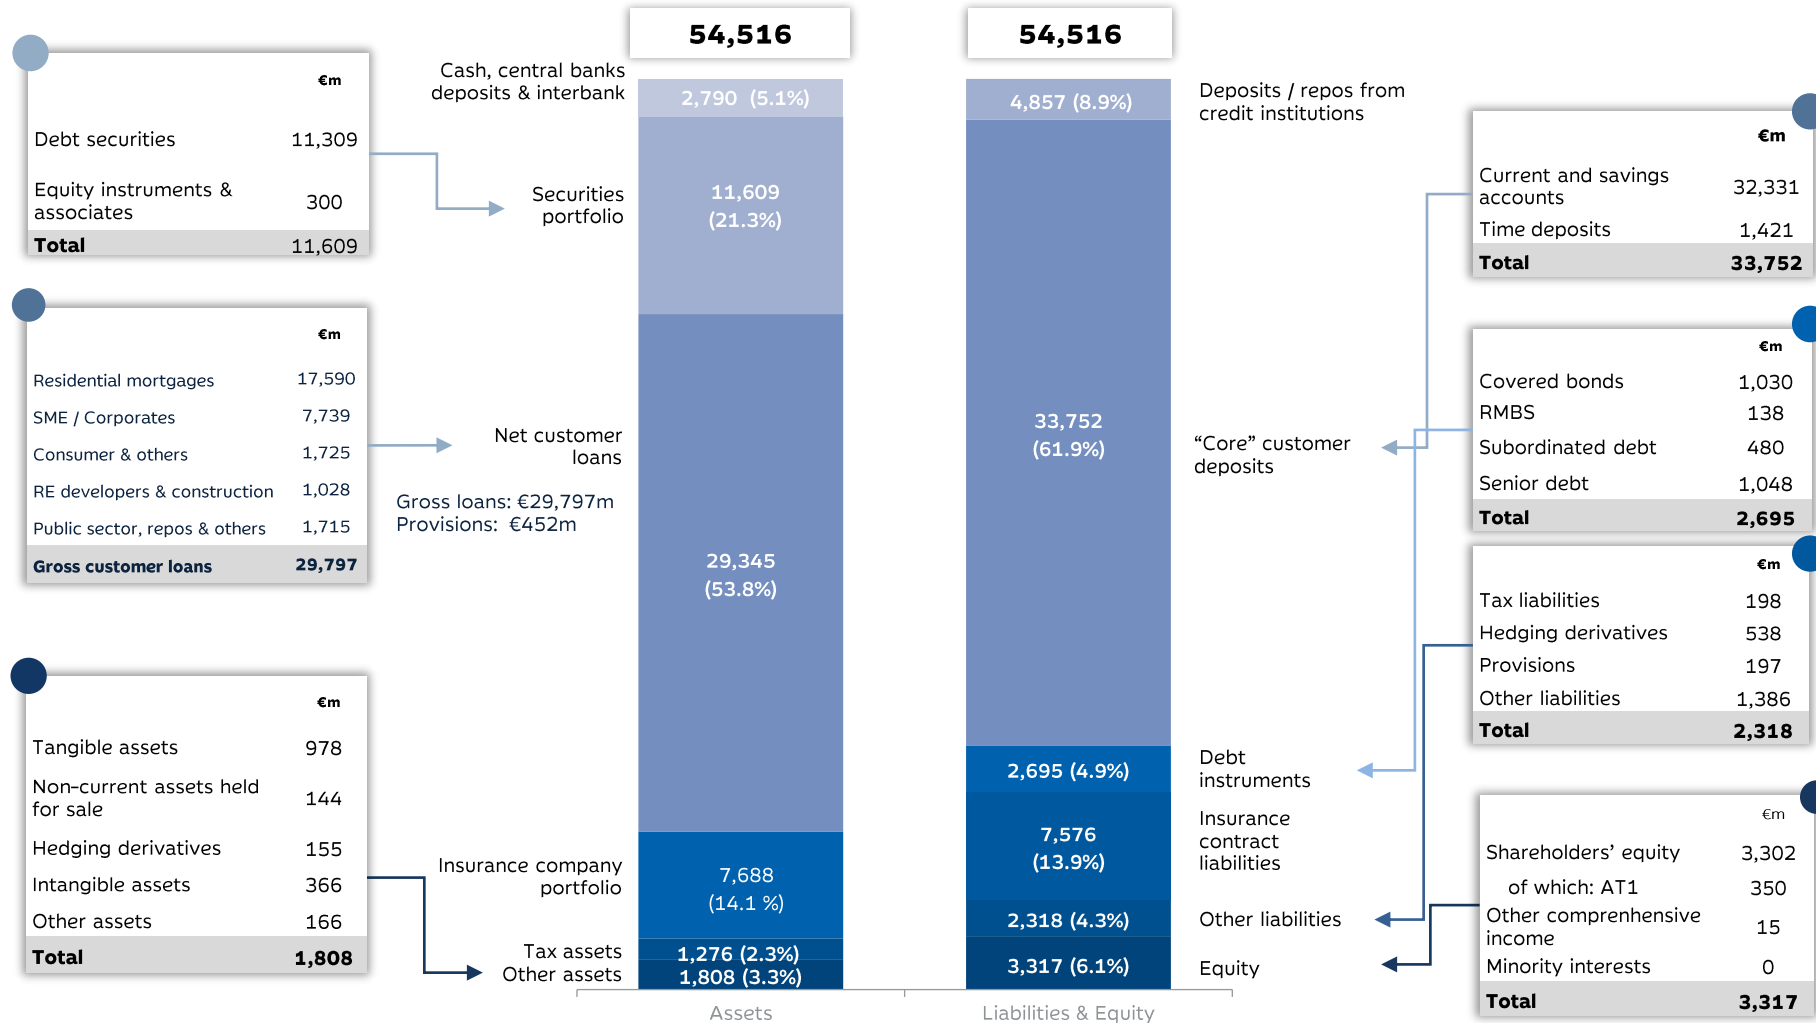 54,516
54,516
€m
Debt securities 11,309
Equity instruments &
associates 300
Total 11,609
€m
Residential mortgages 17,590
SME / Corporates 7,739
Consumer & others 1,725
RE developers & construction 1,028
Public sector, repos & others 1,715
Gross customer loans 29,797
€m
Tangible assets 978
Non-current assets held
for sale 144
Hedging derivatives 155
Intangible assets 366
Other assets 166
Total 1,808
Cash, central banks
deposits & interbank
Securities
portfolio
Net customer
loans
Gross loans: €29,797m
Provisions: €452m
Insurance company
portfolio
Tax assets
Other assets
2,790 (5.1%)
11,609
(21.3%)
29,345
(53.8%)
7,688
(14.1 %)
1,276 (2.3%)
1,808 (3.3%)
Assets
4,857 (8.9%)
33,752
(61.9%)
2,695 (4.9%)
7,576
(13.9%)
2,318 (4.3%)
3,317 (6.1%)
Liabilities & Equity
Deposits / repos from
credit institutions
“Core” customer
deposits
Debt
instruments
Insurance
contract
liabilities
Other liabilities
Equity
€m
Current and savings
accounts 32,331
Time deposits 1,421
Total 33,752
€m
Covered bonds 1,030
RMBS 138
Subordinated debt 480
Senior debt 1,048
Total 2,695
€m
Tax liabilities 198
Hedging derivatives 538
Provisions 197
Other liabilities 1,386
Total 2,318
€m
Shareholders’ equity 3,302
of which: AT1 350
Other comprenhensive
income 15
Minority interests 0
Total 3,317